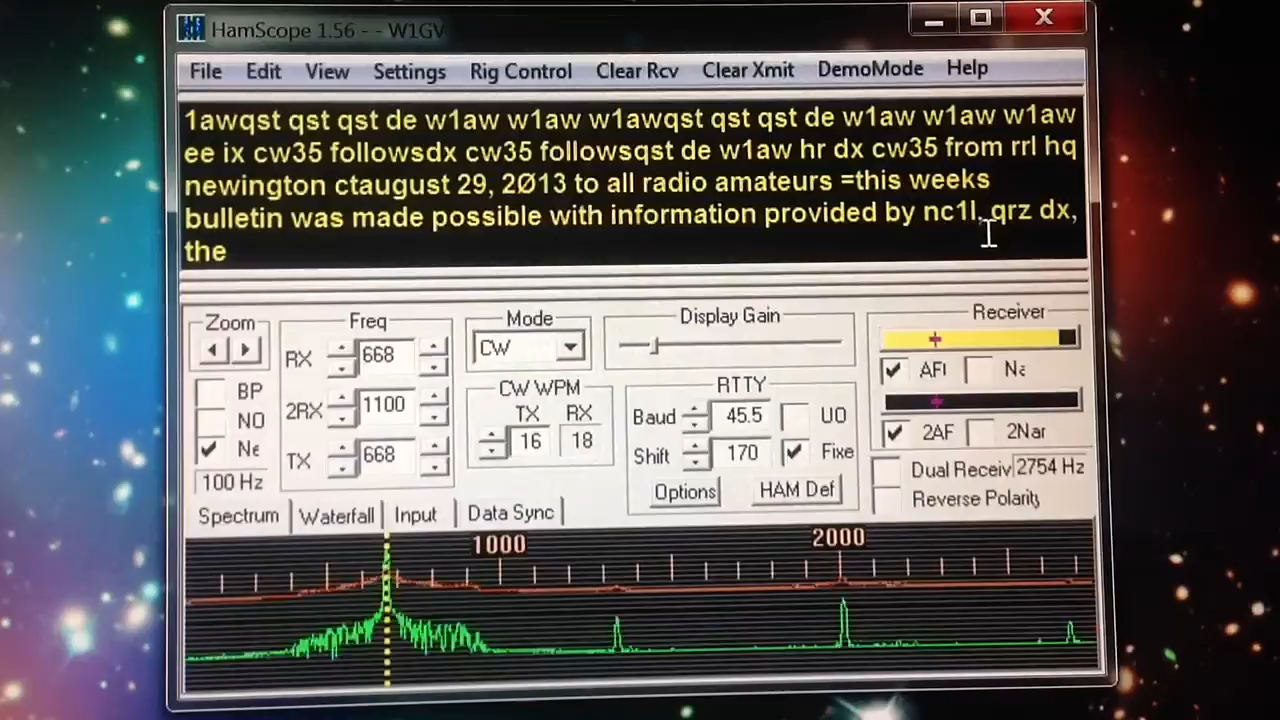 HamScope 1.56 - - W1GV
File Edit View Settings Rig Control Clear Rcv Clear Xmit DemoMode Help
1awqst qst qst de w1aw w1aw w1awqst qst qst de w1aw w1aw w1aw
ee ix cw35 followsdx cw35 followsqst de w1aw hr dx cw35 from rrl hq
newington ctaugust 29, 2Ø13 to all radio amateurs =this weeks
bulletin was made possible with information provided by nc1l, qrz dx,
the
Zoom
Freq
Mode
Display Gain
Receiver
RX 668
CW
AFI
Na
BP
2RX 1100
CW WPM
TX RX
16 18
RTTY
Baud 45.5 UO
2AF
2Nar
NO
Ne
TX 668
Shift 170 Fixe
Dual Receiv 2754 Hz
100 Hz
Options
HAM Def
Reverse Polarity
Spectrum Waterfall Input Data Sync
1000 2000